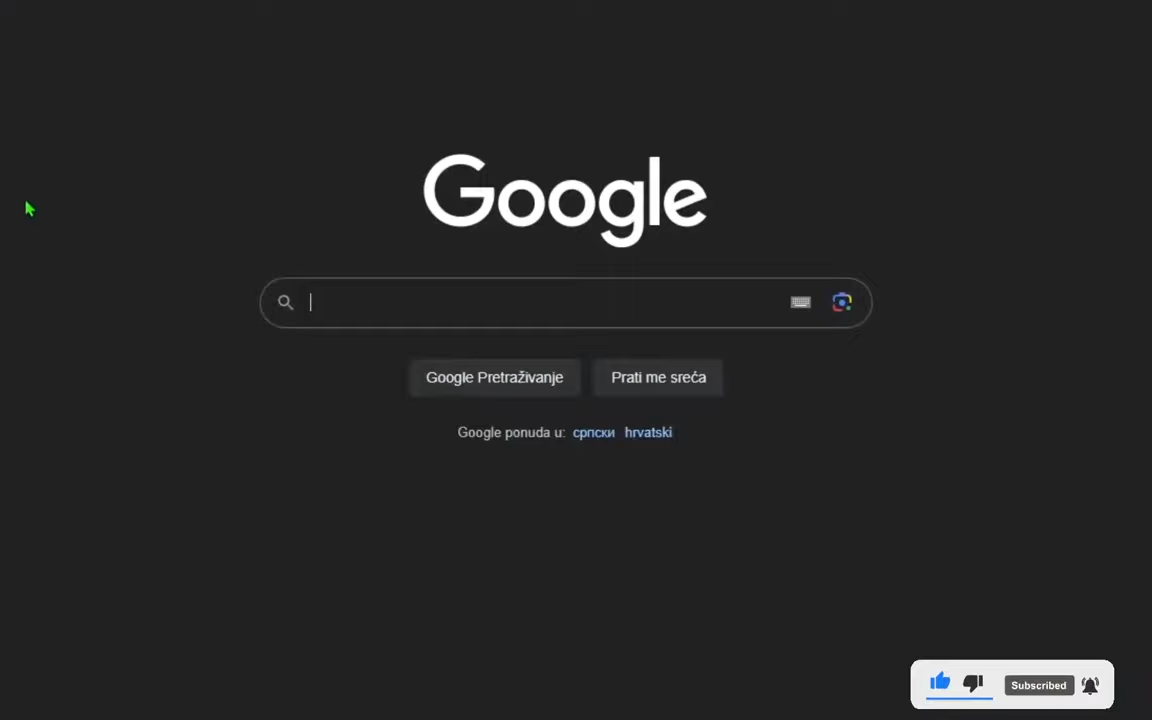 Google
Google Pretraživanje
Prati me sreća
Google ponuda u: српски hrvatski
Subscribed